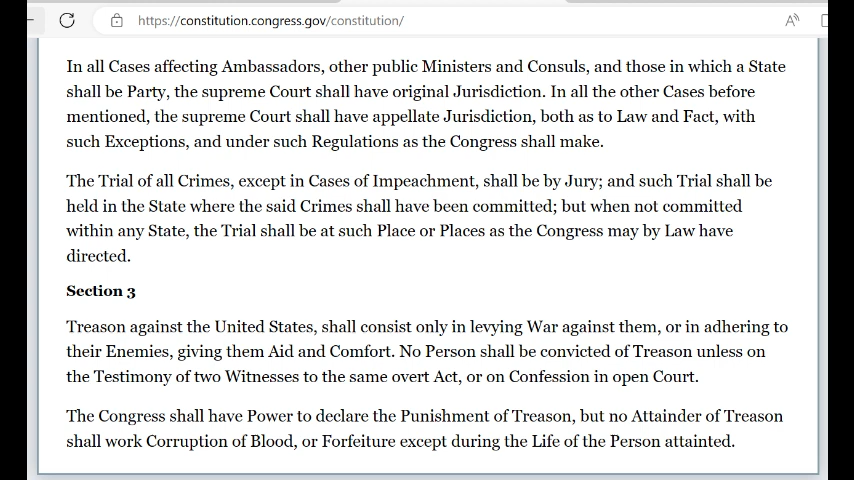 https://constitution.congress.gov/constitution/
In all Cases affecting Ambassadors, other public Ministers and Consuls, and those in which a State
shall be Party, the supreme Court shall have original Jurisdiction. In all the other Cases before
mentioned, the supreme Court shall have appellate Jurisdiction, both as to Law and Fact, with
such Exceptions, and under such Regulations as the Congress shall make.
The Trial of all Crimes, except in Cases of Impeachment, shall be by Jury; and such Trial shall be
held in the State where the said Crimes shall have been committed; but when not committed
within any State, the Trial shall be at such Place or Places as the Congress may by Law have
directed.
Section 3
Treason against the United States, shall consist only in levying War against them, or in adhering to
their Enemies, giving them Aid and Comfort. No Person shall be convicted of Treason unless on
the Testimony of two Witnesses to the same overt Act, or on Confession in open Court.
The Congress shall have Power to declare the Punishment of Treason, but no Attainder of Treason
shall work Corruption of Blood, or Forfeiture except during the Life of the Person attainted.